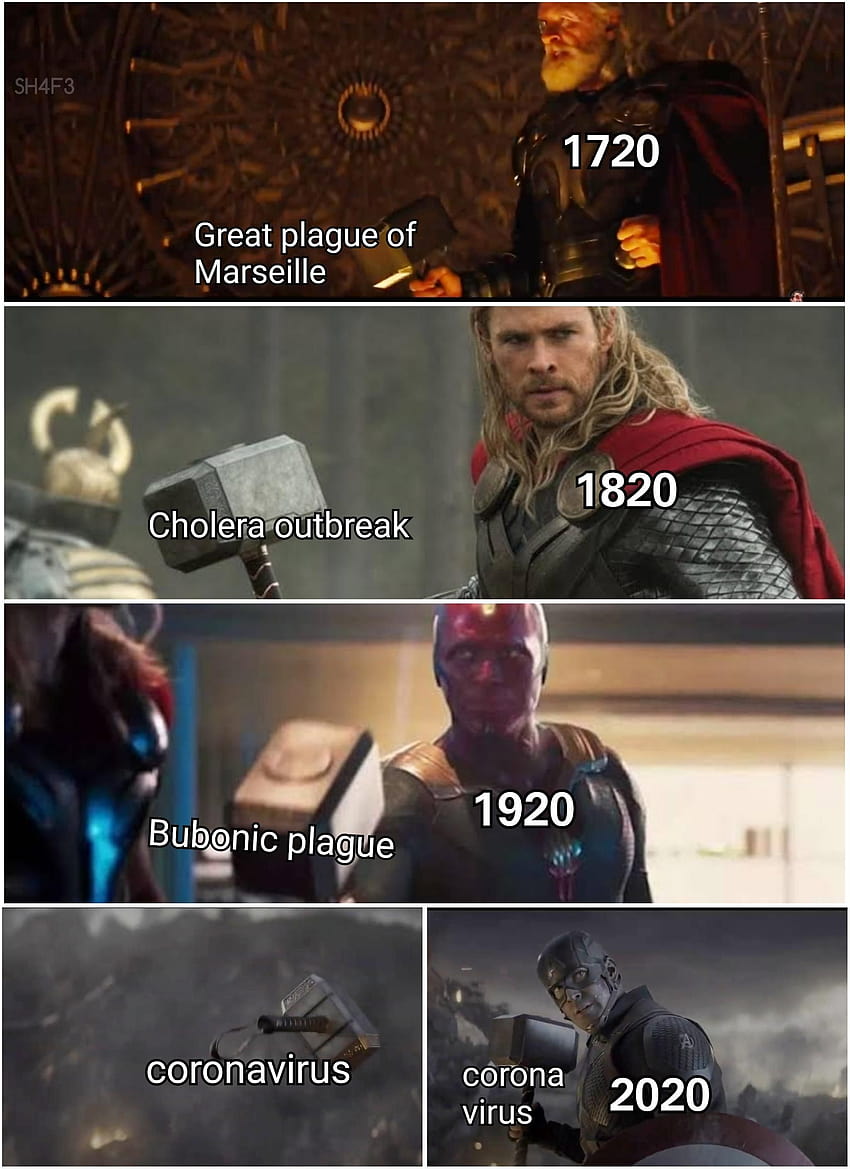 SH4F3
1720
Great plague of
Marseille
1820
Cholera outbreak
1920
Bubonic plague
coronavirus
corona
virus
2020